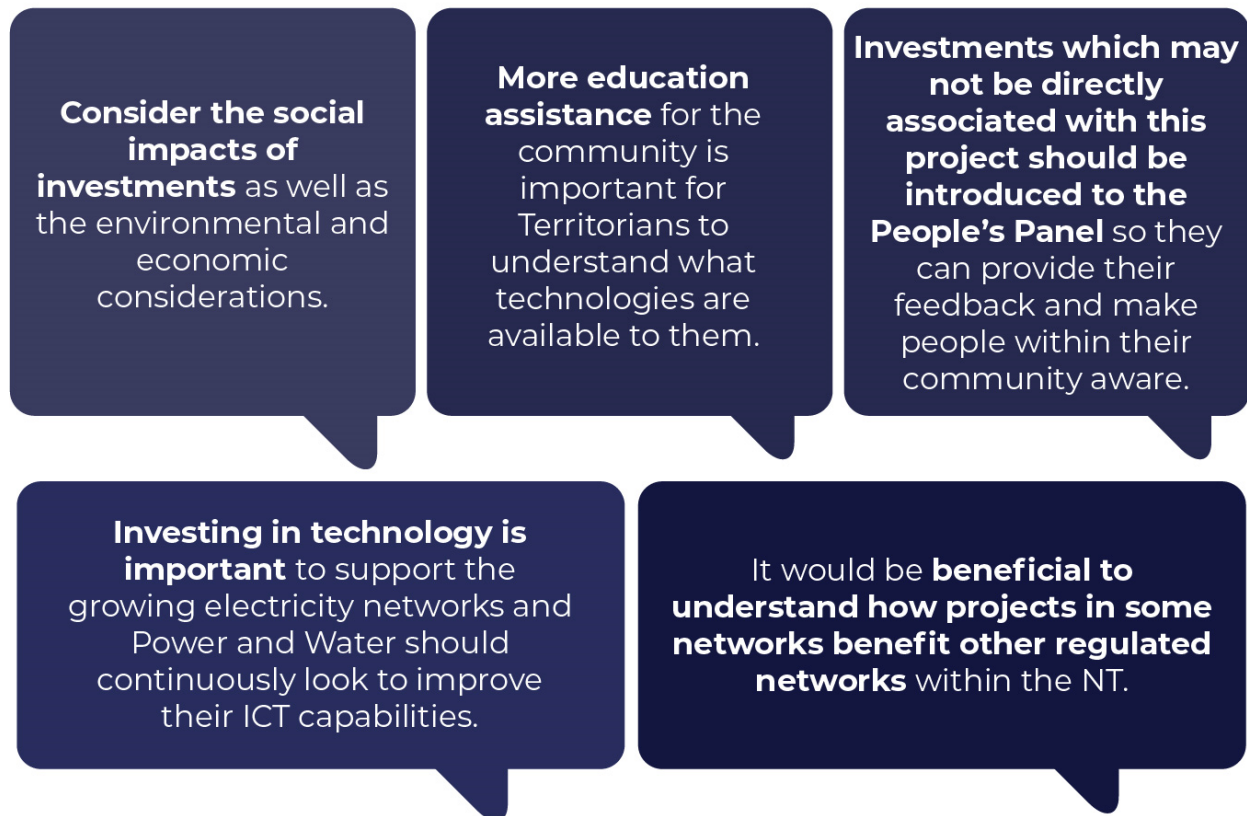 Consider the social
impacts of
investments as well as
the environmental and
economic
considerations.
More education
assistance for the
community is
important for
Territorians to
understand what
technologies are
available to them.
Investments which may
not be directly
associated with this
project should be
introduced to the
People’s Panel so they
can provide their
feedback and make
people within their
community aware.
Investing in technology is
important to support the
growing electricity networks and
Power and Water should
continuously look to improve
their ICT capabilities.
It would be beneficial to
understand how projects in some
networks benefit other regulated
networks within the NT.